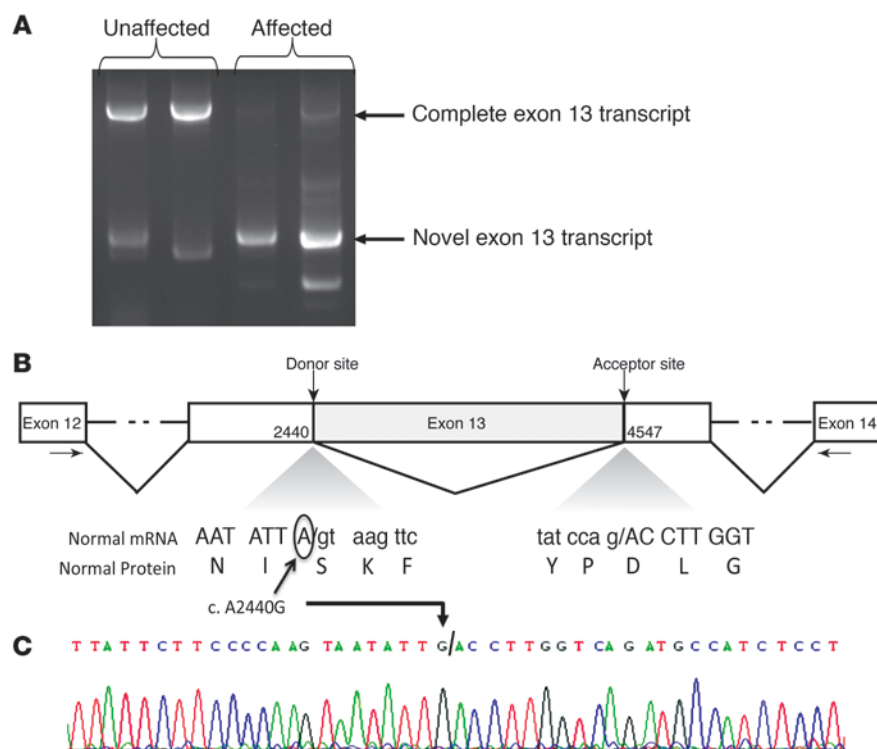 A
Unaffected Affected
Complete exon 13 transcript
Novel exon 13 transcript
B
Donor site Acceptor site
Exon 12 2440 Exon 13 4547 Exon 14
Normal mRNA AAT ATT A/gt aag ttc tat cca g/AC CTT GGT
Normal Protein N I S K F Y P D L G
c. A2440G
C
T T A T T C T T C C C C A A G T A A T A T T G / A C C T T G G T C A G A T G C C A T C T C C T